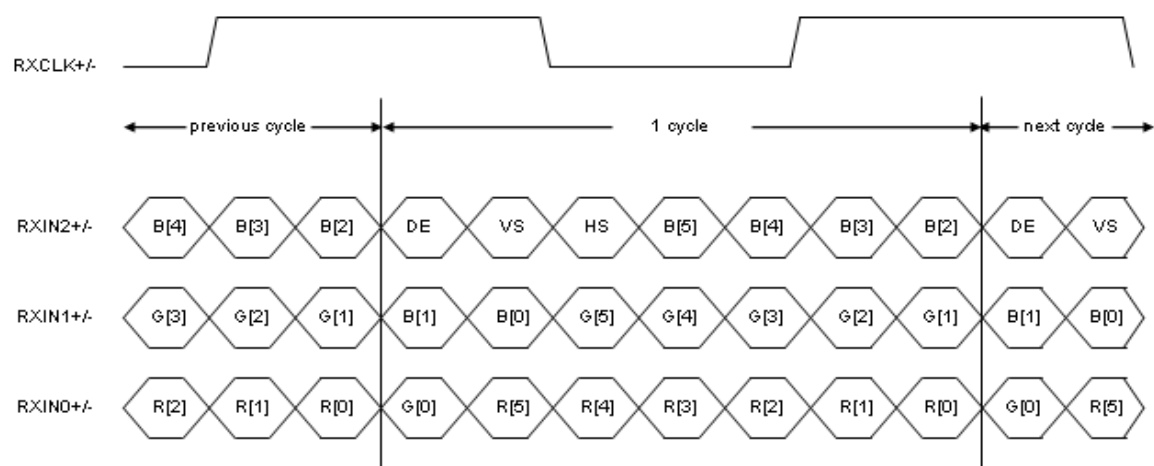 RXCLK+/-
previous cycle 1 cycle next cycle
RXIN2+/- B[4] B[3] B[2] DE VS HS B[5] B[4] B[3] B[2] DE VS
RXIN1+/- G[3] G[2] G[1] B[1] B[0] G[5] G[4] G[3] G[2] G[1] B[1] B[0]
RXIN0+/- R[2] R[1] R[0] G[0] R[5] R[4] R[3] R[2] R[1] R[0] G[0] R[5]